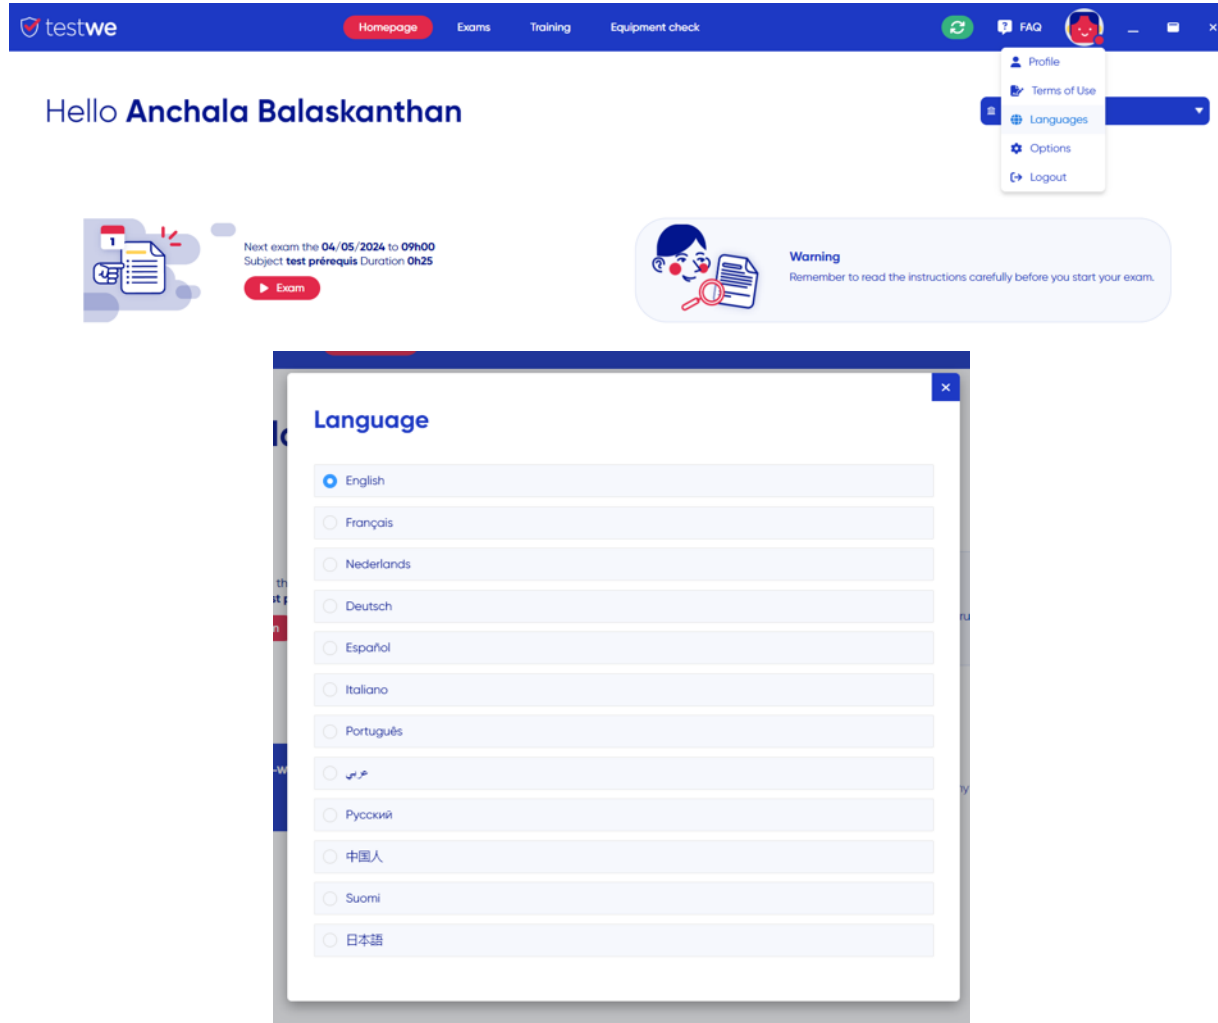 testwe
Homepage
Exams
Training
Equipment check
FAQ
Profile
Terms of Use
Languages
Options
Logout
Hello Anchala Balaskanthan
1
Next exam the 04/05/2024 to 09h00
Subject test prérequis Duration 0h25
Exam
Warning
Remember to read the instructions carefully before you start your exam.
Language
English
Français
Nederlands
Deutsch
Español
Italiano
Português
عربي
Русский
中国人
Suomi
日本語